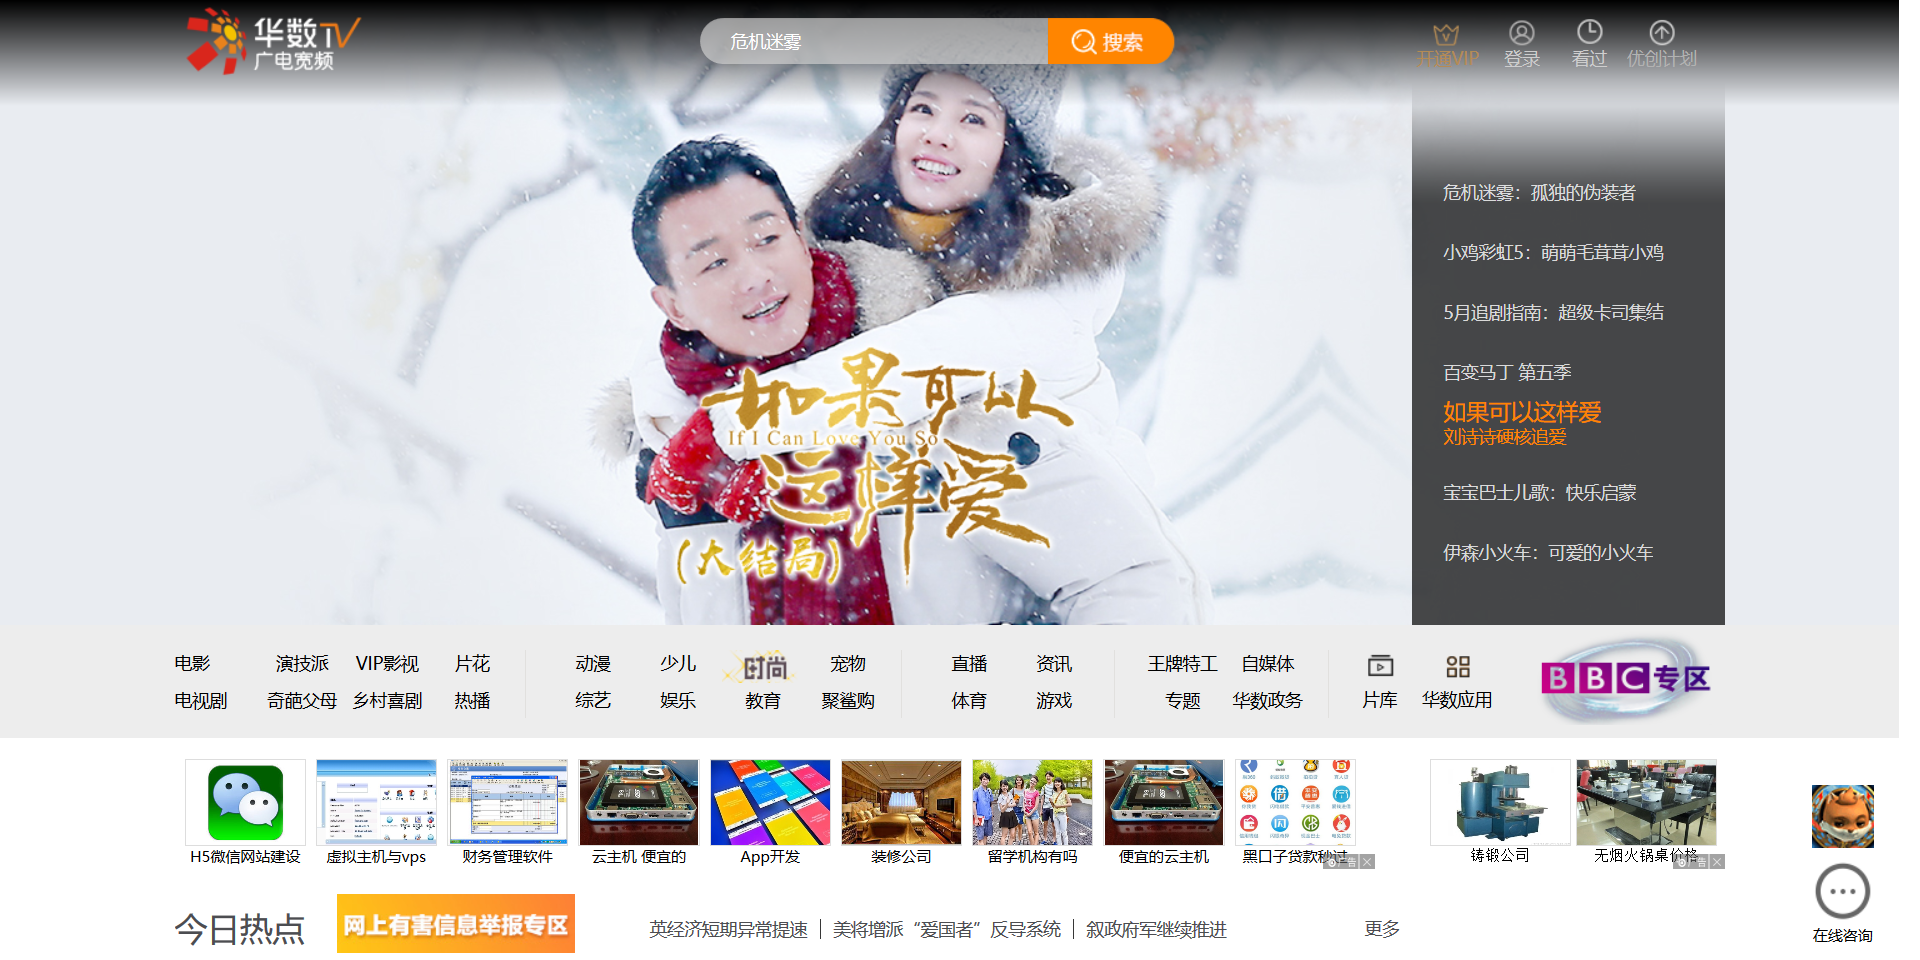 华数TV
广电宽频
危机迷雾
搜索
开通VIP
登录
看过
优创计划
危机迷雾：孤独的伪装者
小鸡彩虹5：萌萌毛茸茸小鸡
5月追剧指南：超级卡司集结
百变马丁 第五季
如果可以这样爱
刘诗诗硬核追爱
宝宝巴士儿歌：快乐启蒙
伊森小火车：可爱的小火车
如果可以
If I Can Love You So
这样爱
(大结局)
电影 演技派 VIP影视 片花 动漫 少儿 时尚 宠物 直播 资讯 王牌特工 自媒体
电视剧 奇葩父母 乡村喜剧 热播 综艺 娱乐 教育 聚鲨购 体育 游戏 专题 华数政务 片库 华数应用
BBC专区
H5微信网站建设 虚拟主机与vps 财务管理软件 云主机 便宜的 App开发 装修公司 留学机构有吗 便宜的云主机 黑口子贷款秒过 铸锻公司 无烟火锅桌价格
广告
广告
今日热点
网上有害信息举报专区
英经济短期异常提速 美将增派“爱国者”反导系统 叙政府军继续推进
更多
在线咨询